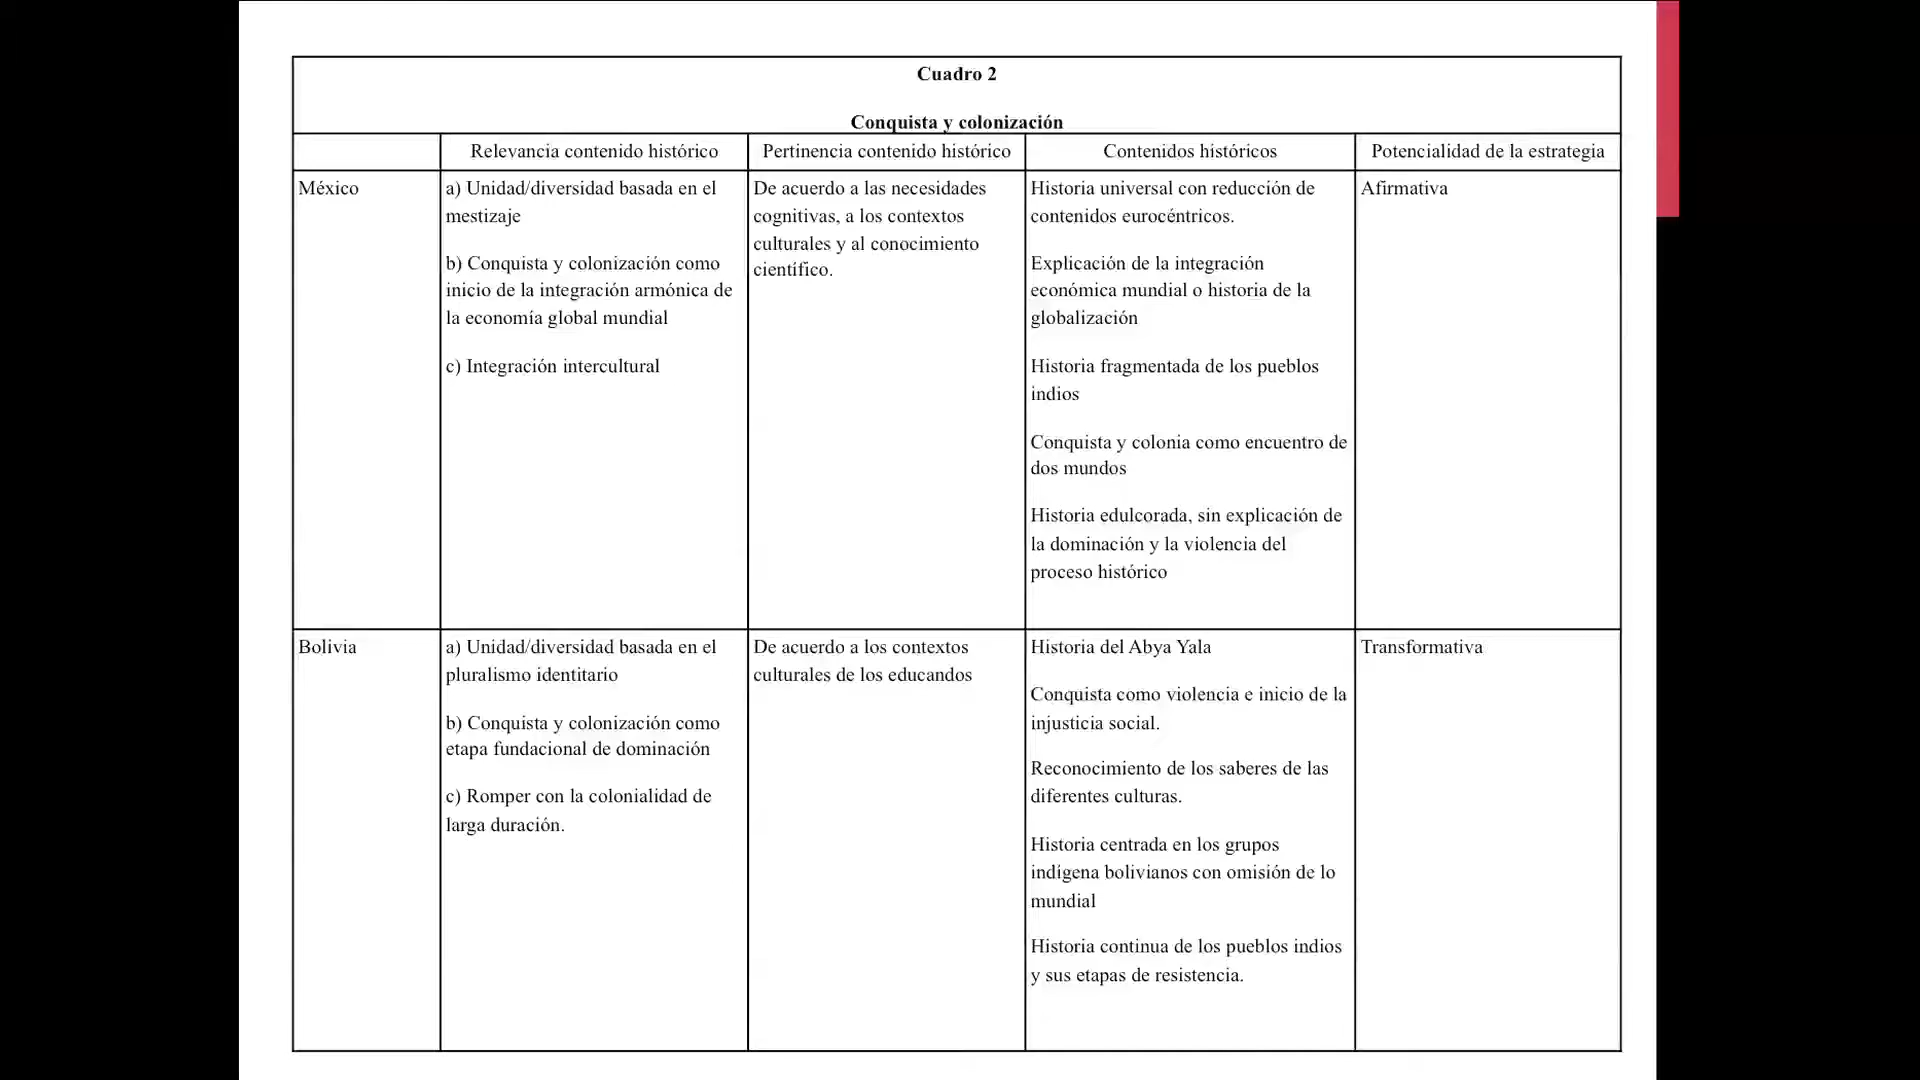 Cuadro 2
Conquista y colonización
Relevancia contenido histórico
Pertinencia contenido histórico
Contenidos históricos
Potencialidad de la estrategia
México
a) Unidad/diversidad basada en el
mestizaje
b) Conquista y colonización como
inicio de la integración armónica de
la economía global mundial
c) Integración intercultural
De acuerdo a las necesidades
cognitivas, a los contextos
culturales y al conocimiento
científico.
Historia universal con reducción de
contenidos eurocéntricos.
Explicación de la integración
económica mundial o historia de la
globalización
Historia fragmentada de los pueblos
indios
Conquista y colonia como encuentro de
dos mundos
Historia edulcorada, sin explicación de
la dominación y la violencia del
proceso histórico
Afirmativa
Bolivia
a) Unidad/diversidad basada en el
pluralismo identitario
b) Conquista y colonización como
etapa fundacional de dominación
c) Romper con la colonialidad de
larga duración.
De acuerdo a los contextos
culturales de los educandos
Historia del Abya Yala
Conquista como violencia e inicio de la
injusticia social.
Reconocimiento de los saberes de las
diferentes culturas.
Historia centrada en los grupos
indígena bolivianos con omisión de lo
mundial
Historia continua de los pueblos indios
y sus etapas de resistencia.
Transformativa